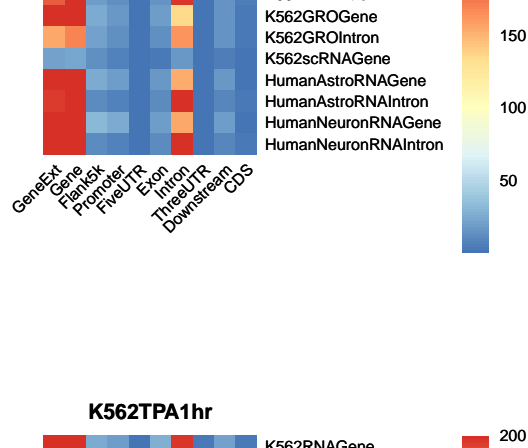 K562GROGene
150
K562GROIntron
K562scRNAGene
HumanAstroRNAGene
HumanAstroRNAIntron
100
HumanNeuronRNAGene
HumanNeuronRNAIntron
50
GeneExt
Gene
Flank5k
Promoter
FiveUTR
Exon
Intron
ThreeUTR
Downstream
CDS
K562TPA1hr
K562RNAGene
200